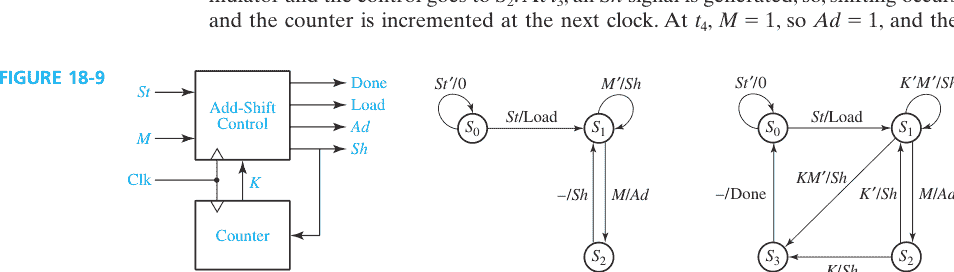 mulator and the control goes to S₂. At t₃, an Sh signal is generated, so, shifting occurs
and the counter is incremented at the next clock. At t₄, M = 1, so Ad = 1, and the
FIGURE 18-9
St
M
Clk
Add-Shift
Control
Done
Load
Ad
Sh
K
Counter
St′/0
M′/Sh
S₀
St/Load
S₁
–/Sh
M/Ad
S₂
St′/0
K′M′/Sh
S₀
St/Load
S₁
KM′/Sh
–/Done
K′/Sh
M/Ad
S₃
S₂
K/Sh